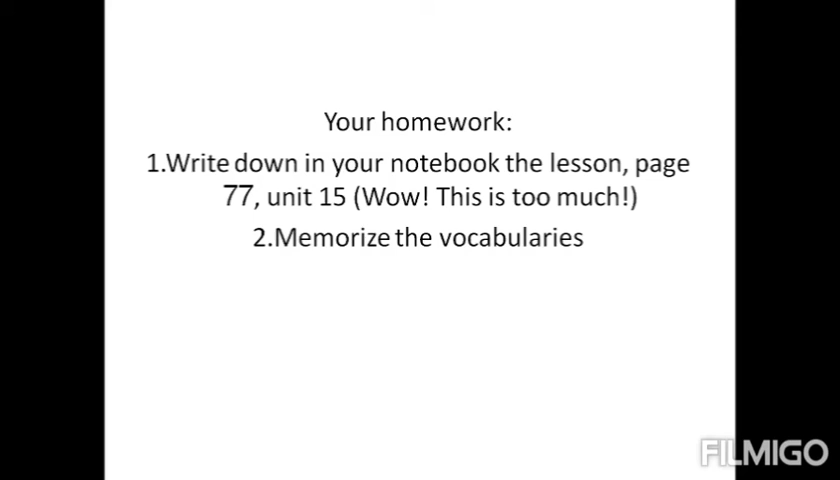 Your homework:
1.Write down in your notebook the lesson, page
77, unit 15 (Wow! This is too much!)
2.Memorize the vocabularies
FILMIGO